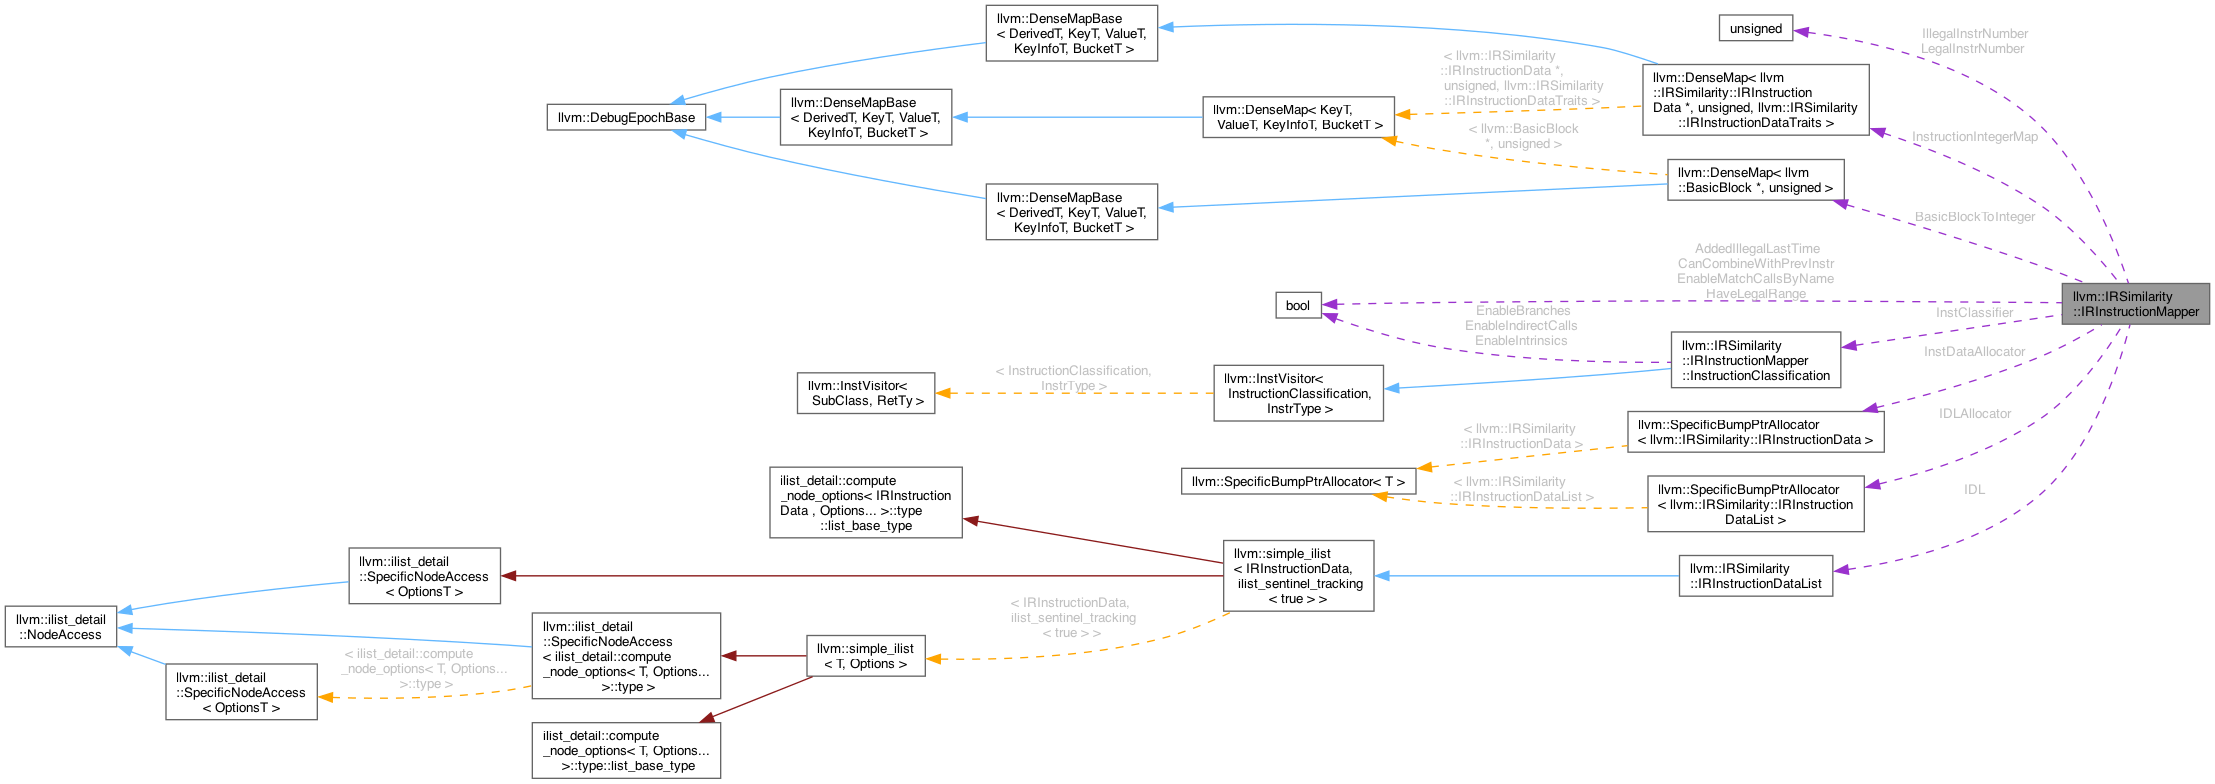 llvm::DenseMapBase
< DerivedT, KeyT, ValueT,
KeyInfoT, BucketT >
unsigned
IllegalInstrNumber
LegalInstrNumber
< llvm::IRSimilarity
::IRInstructionData *,
unsigned, llvm::IRSimilarity
::IRInstructionDataTraits >
llvm::DenseMap< llvm
::IRSimilarity::IRInstruction
Data *, unsigned, llvm::IRSimilarity
::IRInstructionDataTraits >
llvm::DebugEpochBase
llvm::DenseMapBase
< DerivedT, KeyT, ValueT,
KeyInfoT, BucketT >
llvm::DenseMap< KeyT,
ValueT, KeyInfoT, BucketT >
< llvm::BasicBlock
*, unsigned >
InstructionIntegerMap
llvm::DenseMap< llvm
::BasicBlock *, unsigned >
llvm::DenseMapBase
< DerivedT, KeyT, ValueT,
KeyInfoT, BucketT >
BasicBlockToInteger
AddedIllegalLastTime
CanCombineWithPrevInstr
EnableMatchCallsByName
HaveLegalRange
bool
llvm::IRSimilarity
::IRInstructionMapper
EnableBranches
EnableIndirectCalls
EnableIntrinsics
InstClassifier
llvm::IRSimilarity
::IRInstructionMapper
::InstructionClassification
InstDataAllocator
llvm::InstVisitor<
SubClass, RetTy >
< InstructionClassification,
InstrType >
llvm::InstVisitor<
InstructionClassification,
InstrType >
llvm::SpecificBumpPtrAllocator
< llvm::IRSimilarity::IRInstructionData >
IDLAllocator
< llvm::IRSimilarity
::IRInstructionData >
llvm::SpecificBumpPtrAllocator< T >
< llvm::IRSimilarity
::IRInstructionDataList >
llvm::SpecificBumpPtrAllocator
< llvm::IRSimilarity::IRInstruction
DataList >
IDL
ilist_detail::compute
_node_options< IRInstruction
Data , Options... >::type
::list_base_type
llvm::ilist_detail
::SpecificNodeAccess
< OptionsT >
llvm::simple_ilist
< IRInstructionData,
ilist_sentinel_tracking
< true > >
llvm::IRSimilarity
::IRInstructionDataList
llvm::ilist_detail
::NodeAccess
llvm::ilist_detail
::SpecificNodeAccess
< ilist_detail::compute
_node_options< T, Options...
>::type >
< IRInstructionData,
ilist_sentinel_tracking
< true > >
llvm::simple_ilist
< T, Options >
< ilist_detail::compute
_node_options< T, Options...
>::type >
llvm::ilist_detail
::SpecificNodeAccess
< OptionsT >
ilist_detail::compute
_node_options< T, Options...
>::type::list_base_type